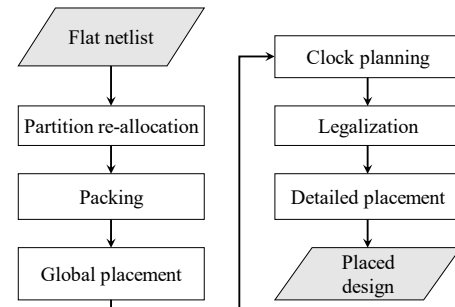 Flat netlist
Partition re-allocation
Packing
Global placement
Clock planning
Legalization
Detailed placement
Placed
design